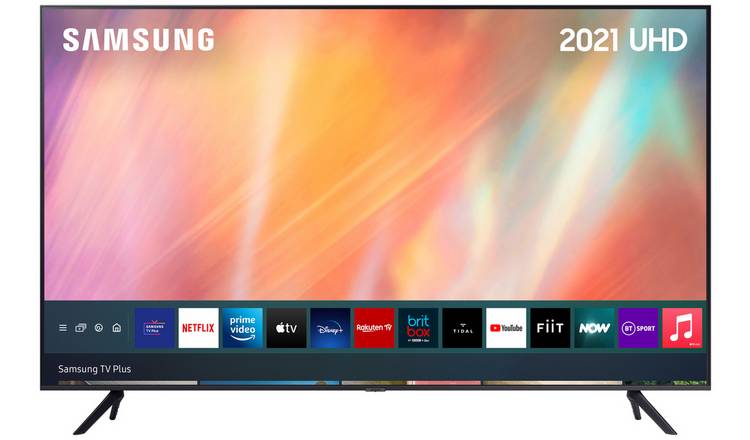 SAMSUNG
2021 UHD
SAMSUNG
TV Plus
NETFLIX
prime
video
tv
Disney+
Rakuten TV
brit
box
TIDAL
YouTube
FiiT
NOW
BT SPORT
Samsung TV Plus